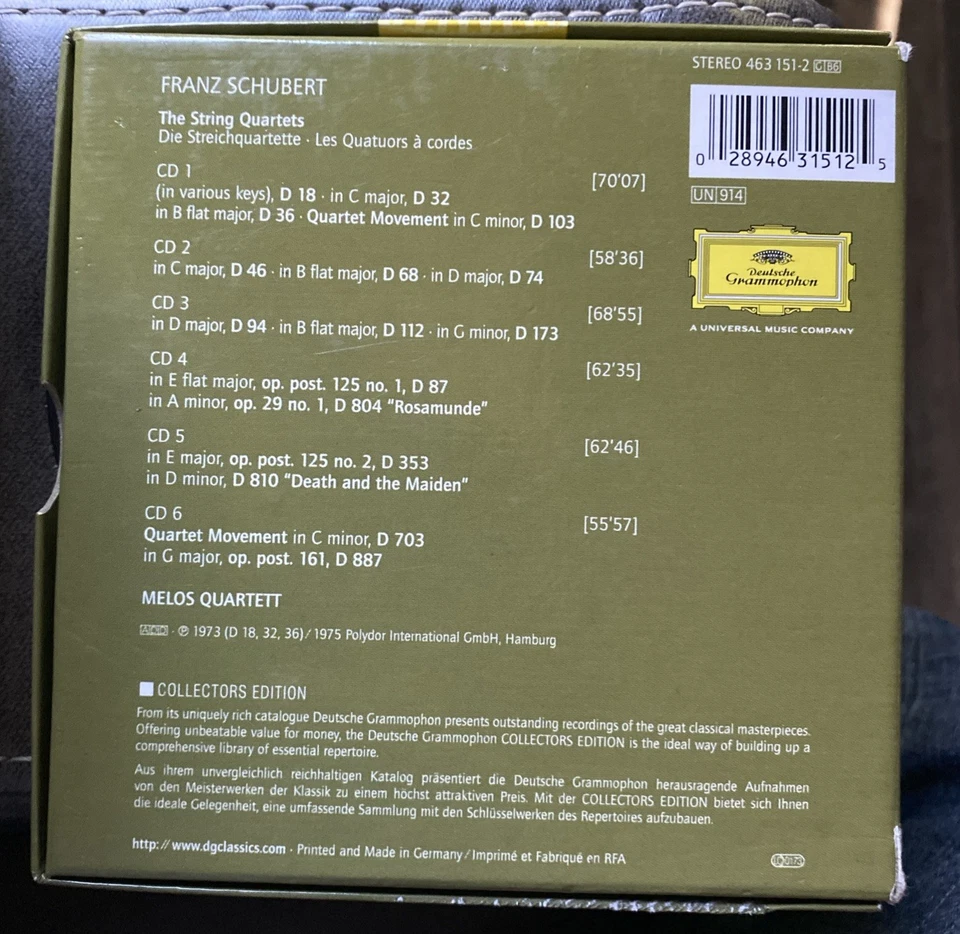 STEREO 463 151-2 CB6
FRANZ SCHUBERT
The String Quartets
Die Streichquartette · Les Quatuors à cordes
CD 1 [70'07]
(in various keys), D 18 · in C major, D 32
in B flat major, D 36 · Quartet Movement in C minor, D 103
CD 2 [58'36]
in C major, D 46 · in B flat major, D 68 · in D major, D 74
CD 3 [68'55]
in D major, D 94 · in B flat major, D 112 · in G minor, D 173
CD 4 [62'35]
in E flat major, op. post. 125 no. 1, D 87
in A minor, op. 29 no. 1, D 804 “Rosamunde”
CD 5 [62'46]
in E major, op. post. 125 no. 2, D 353
in D minor, D 810 “Death and the Maiden”
CD 6 [55'57]
Quartet Movement in C minor, D 703
in G major, op. post. 161, D 887
MELOS QUARTETT
ADD · ℗ 1973 (D 18, 32, 36) / 1975 Polydor International GmbH, Hamburg
0 28946 31512 5
UN 914
Deutsche
Grammophon
A UNIVERSAL MUSIC COMPANY
COLLECTORS EDITION
From its uniquely rich catalogue Deutsche Grammophon presents outstanding recordings of the great classical masterpieces.
Offering unbeatable value for money, the Deutsche Grammophon COLLECTORS EDITION is the ideal way of building up a
comprehensive library of essential repertoire.
Aus ihrem unvergleichlich reichhaltigen Katalog präsentiert die Deutsche Grammophon herausragende Aufnahmen
von den Meisterwerken der Klassik zu einem höchst attraktiven Preis. Mit der COLLECTORS EDITION bietet sich Ihnen
die ideale Gelegenheit, eine umfassende Sammlung mit den Schlüsselwerken des Repertoires aufzubauen.
http://www.dgclassics.com · Printed and Made in Germany / Imprimé et Fabriqué en RFA